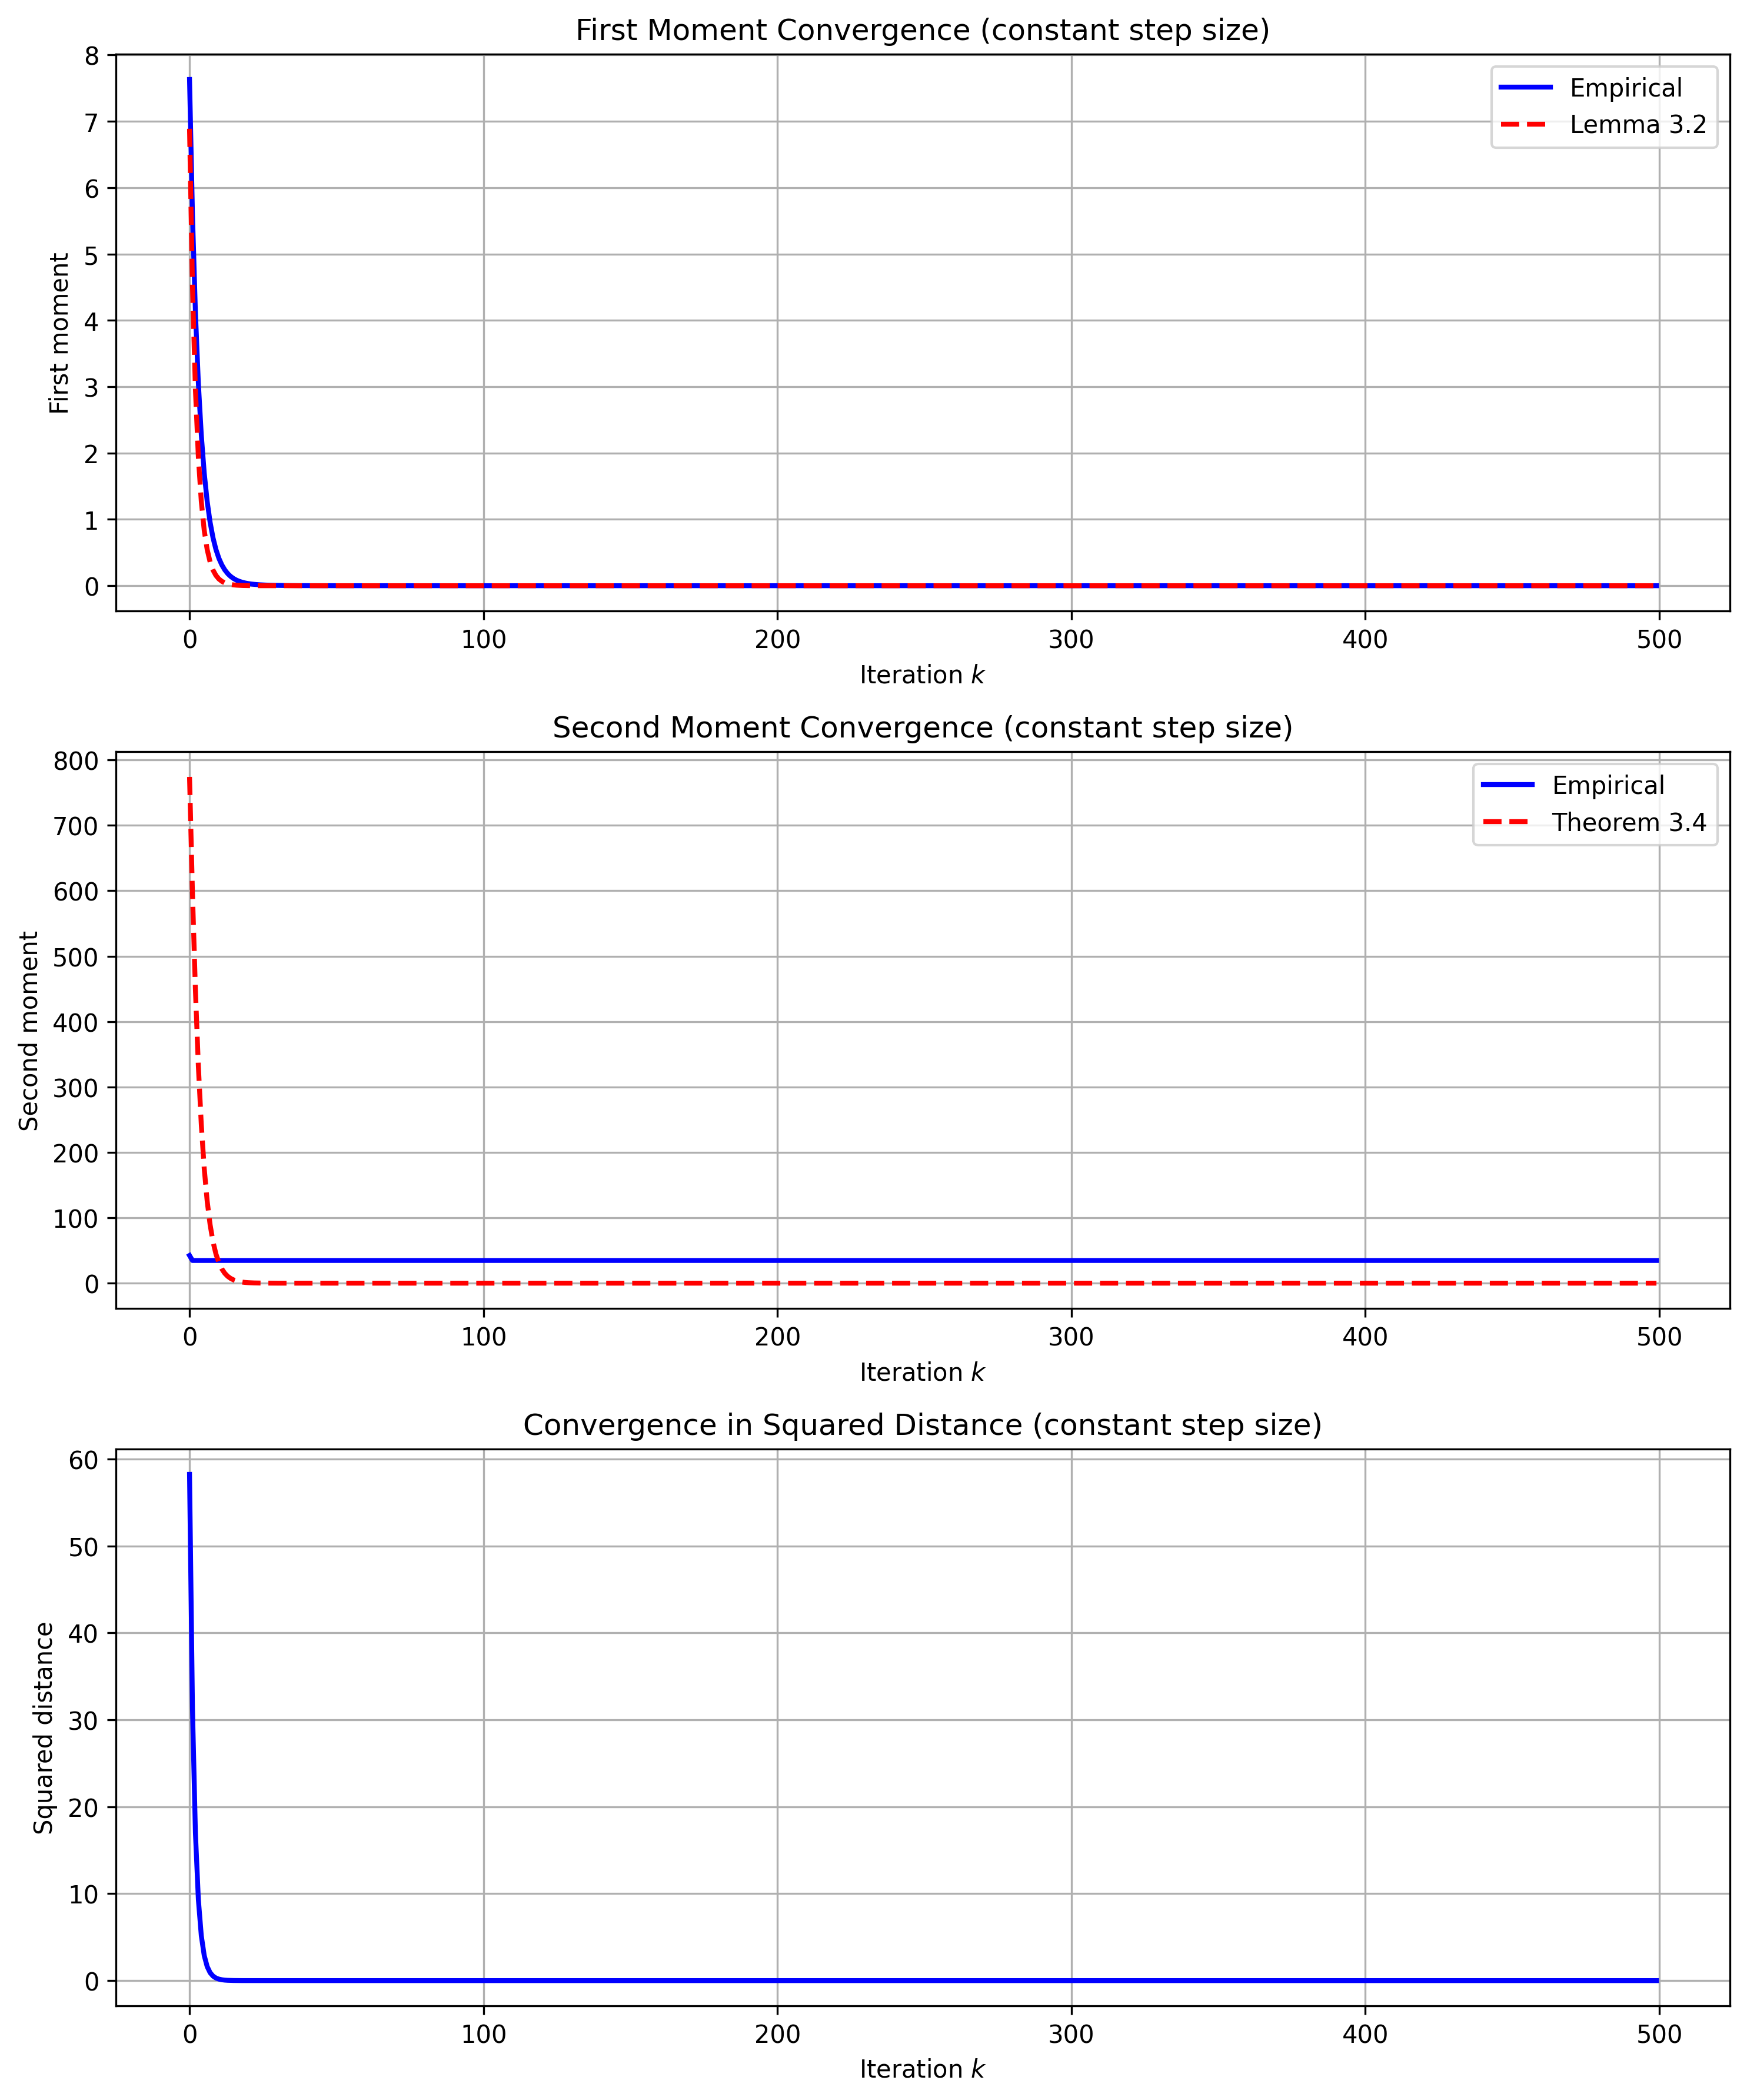 First Moment Convergence (constant step size)
8
7
6
5
4
3
2
1
0
First moment
Empirical
Lemma 3.2
0 100 200 300 400 500
Iteration k
Second Moment Convergence (constant step size)
800
700
600
500
400
300
200
100
0
Second moment
Empirical
Theorem 3.4
0 100 200 300 400 500
Iteration k
Convergence in Squared Distance (constant step size)
60
50
40
30
20
10
0
Squared distance
0 100 200 300 400 500
Iteration k